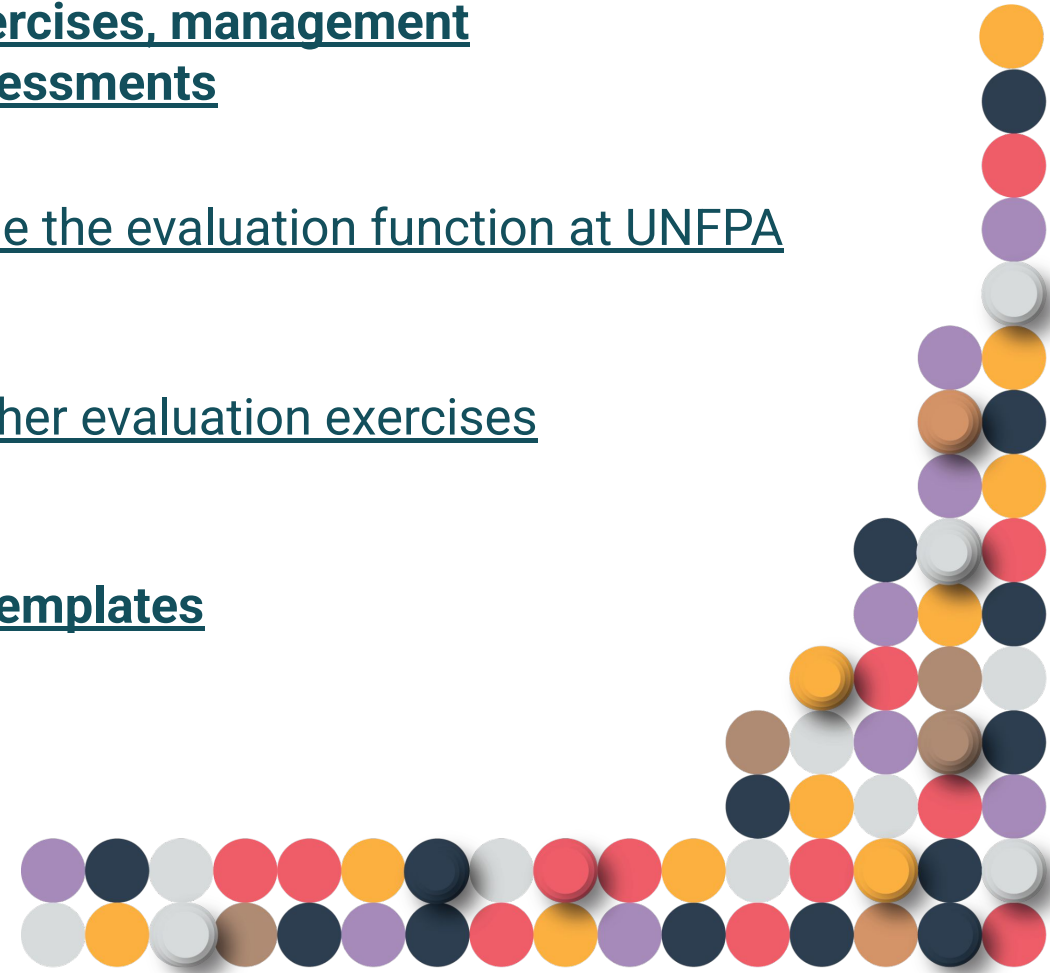 ercises, management
essments
e the evaluation function at UNFPA
her evaluation exercises
emplates